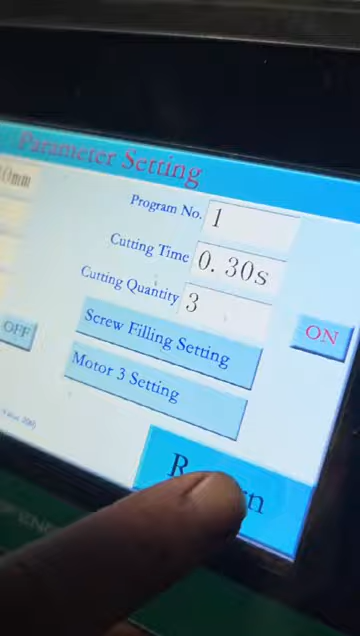 Parameter Setting
Program No. 1
Cutting Time 0.30s
Cutting Quantity 3
OFF
Screw Filling Setting
ON
Motor 3 Setting